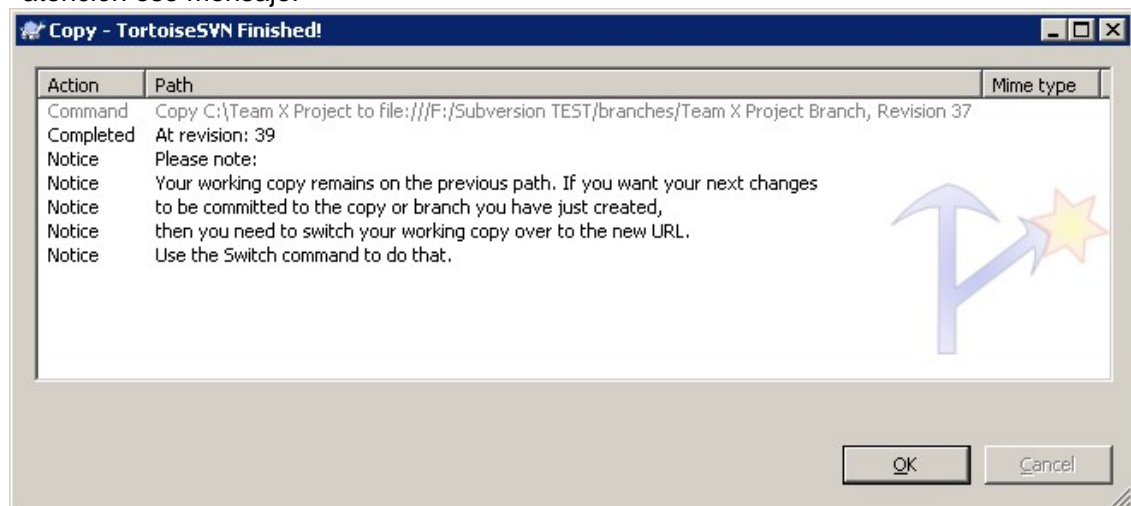 atención ese mensaje.
Copy - TortoiseSVN Finished!
Action Path Mime type
Command Copy C:\Team X Project to file:///F:/Subversion TEST/branches/Team X Project Branch, Revision 37
Completed At revision: 39
Notice Please note:
Notice Your working copy remains on the previous path. If you want your next changes
Notice to be committed to the copy or branch you have just created,
Notice then you need to switch your working copy over to the new URL.
Notice Use the Switch command to do that.
OK Cancel